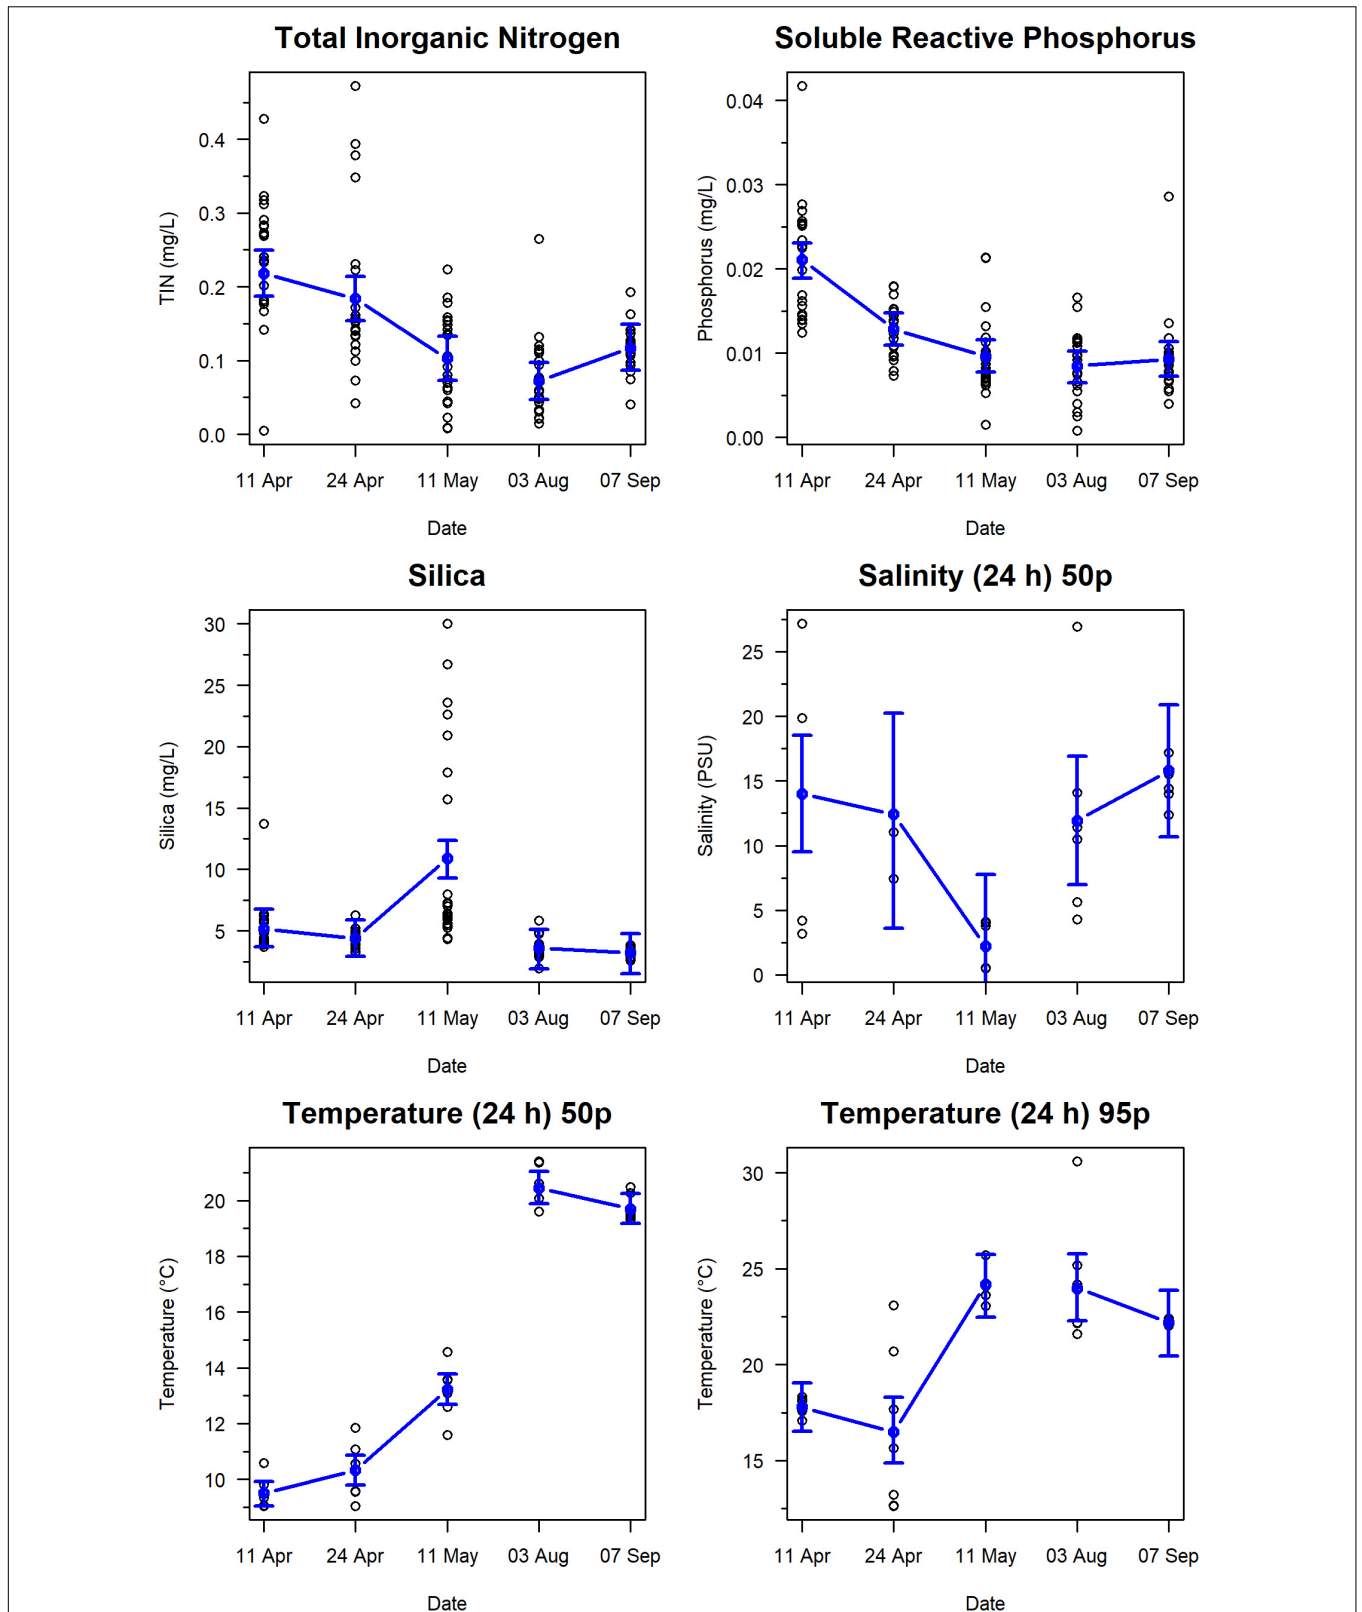 Total Inorganic Nitrogen
TIN (mg/L)
0.4
0.3
0.2
0.1
0.0
11 Apr 24 Apr 11 May 03 Aug 07 Sep
Date
Soluble Reactive Phosphorus
Phosphorus (mg/L)
0.04
0.03
0.02
0.01
0.00
11 Apr 24 Apr 11 May 03 Aug 07 Sep
Date
Silica
Silica (mg/L)
30
25
20
15
10
5
11 Apr 24 Apr 11 May 03 Aug 07 Sep
Date
Salinity (24 h) 50p
Salinity (PSU)
25
20
15
10
5
0
11 Apr 24 Apr 11 May 03 Aug 07 Sep
Date
Temperature (24 h) 50p
Temperature (°C)
20
18
16
14
12
10
11 Apr 24 Apr 11 May 03 Aug 07 Sep
Date
Temperature (24 h) 95p
Temperature (°C)
30
25
20
15
11 Apr 24 Apr 11 May 03 Aug 07 Sep
Date